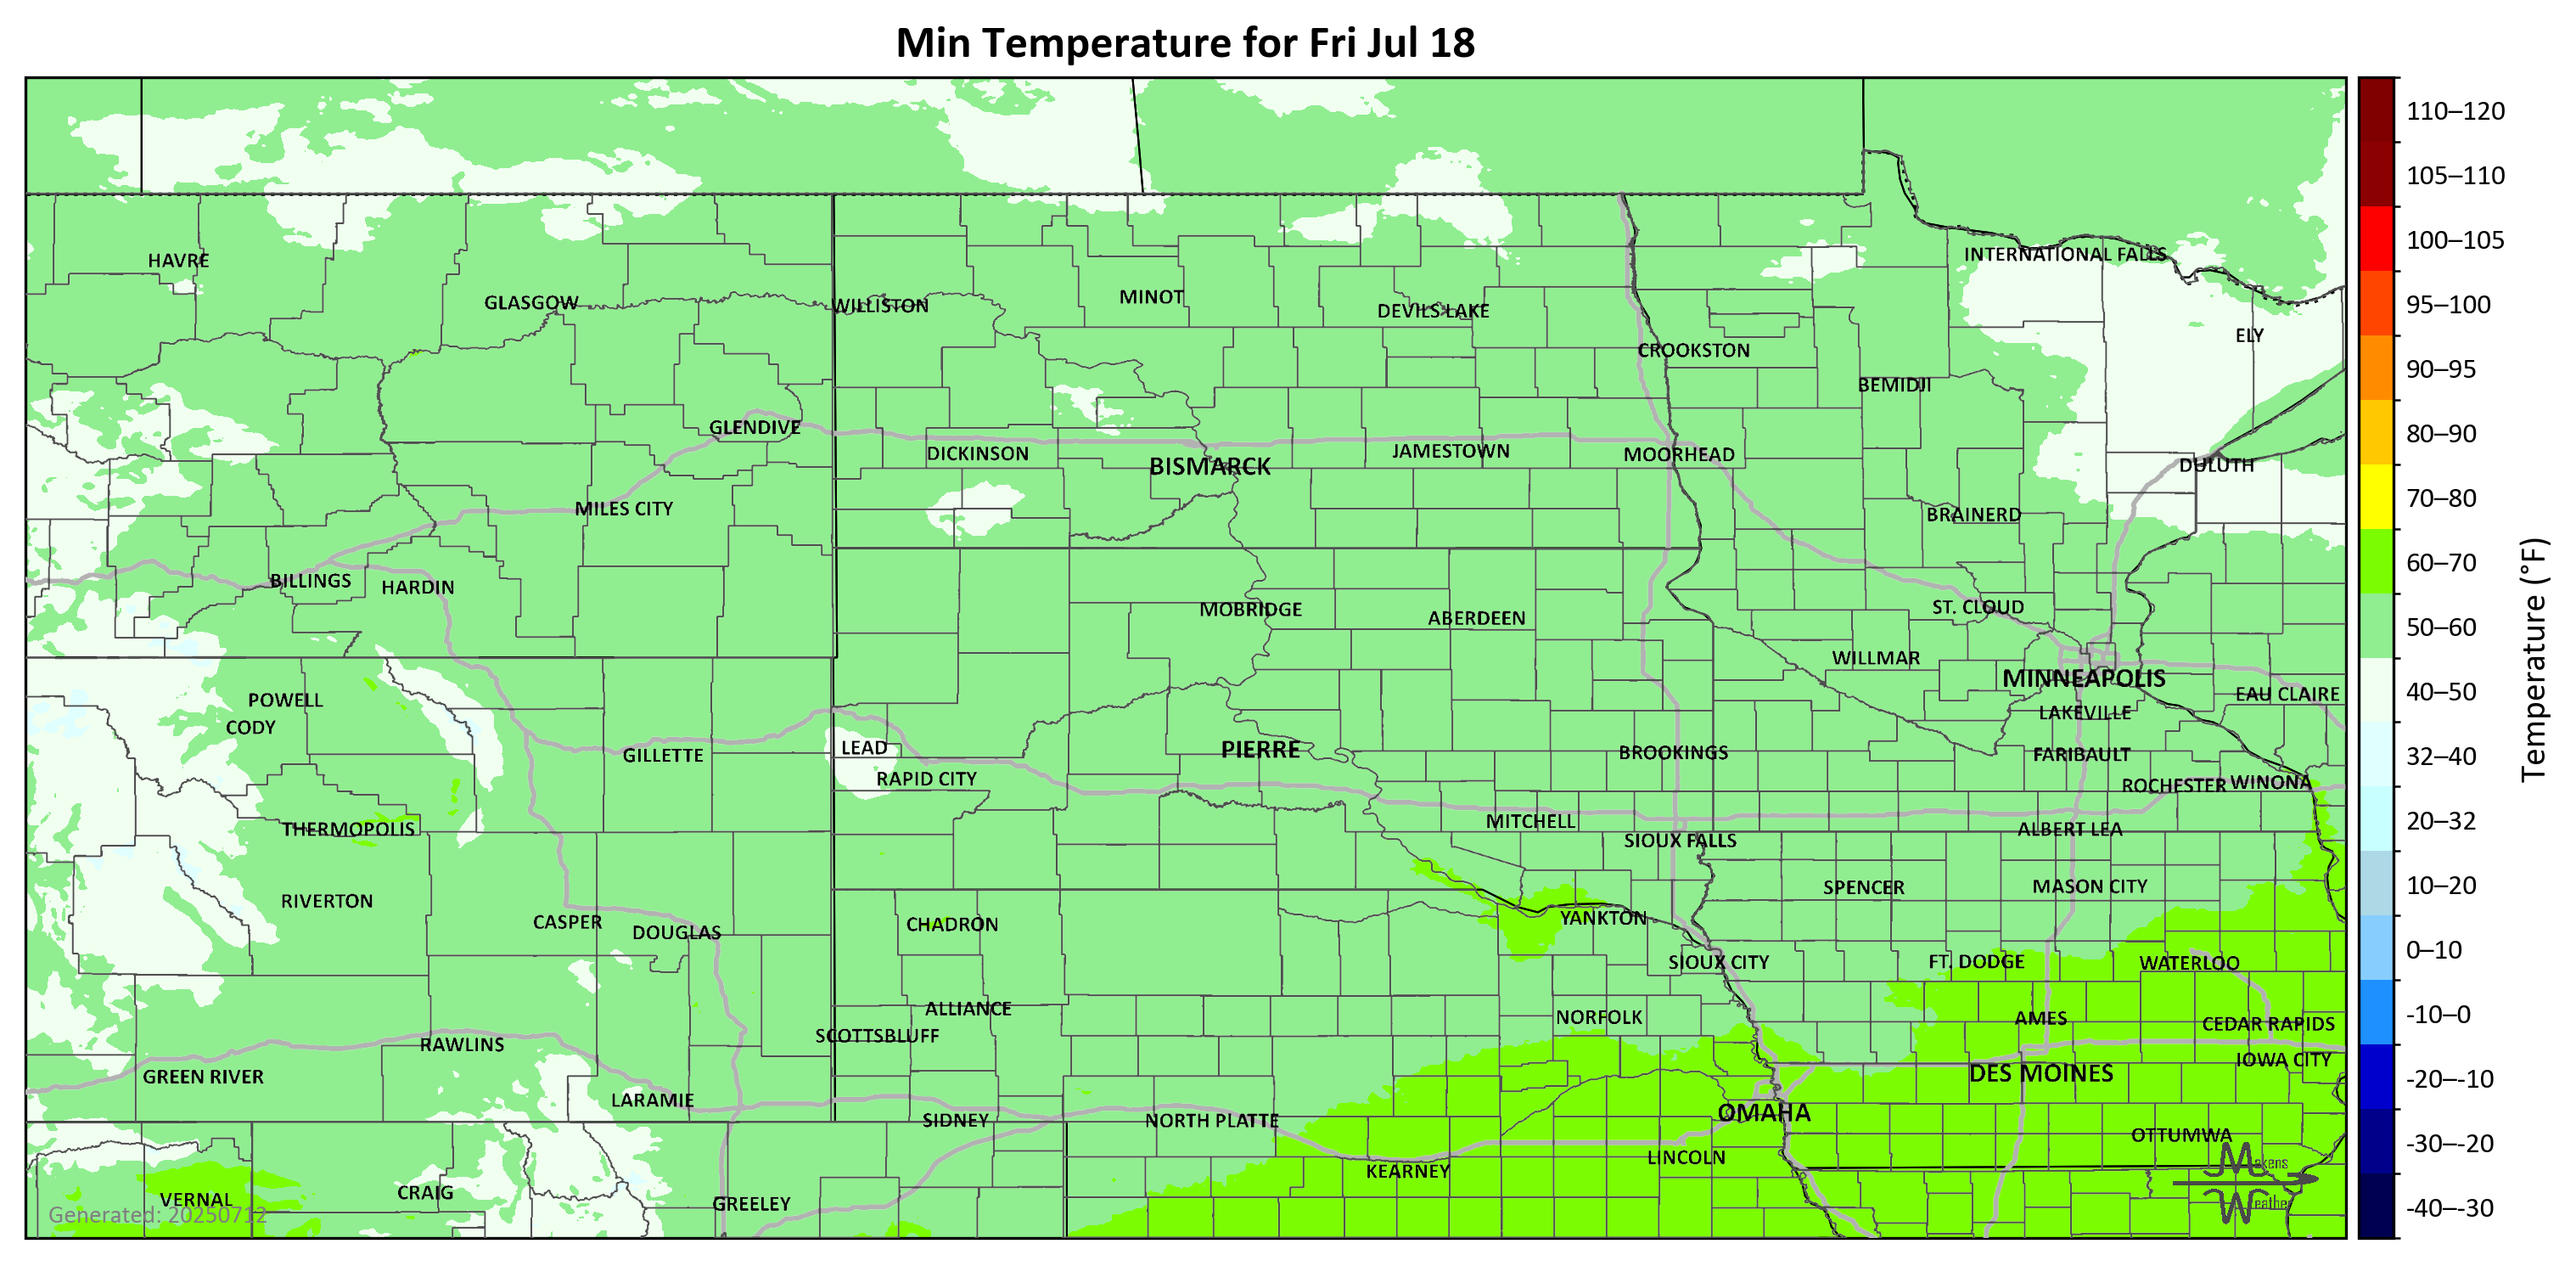 Min Temperature for Fri Jul 18
HAVRE
GLASGOW
WILLISTON
MINOT
DEVILS LAKE
CROOKSTON
INTERNATIONAL FALLS
ELY
BEMIDJI
GLENDIVE
DICKINSON
BISMARCK
JAMESTOWN
MOORHEAD
DULUTH
MILES CITY
BRAINERD
BILLINGS
HARDIN
MOBRIDGE
ABERDEEN
ST. CLOUD
WILLMAR
MINNEAPOLIS
EAU CLAIRE
LAKEVILLE
POWELL
CODY
GILLETTE
LEAD
RAPID CITY
PIERRE
BROOKINGS
FARIBAULT
ROCHESTER
WINONA
THERMOPOLIS
MITCHELL
SIOUX FALLS
ALBERT LEA
RIVERTON
CASPER
DOUGLAS
CHADRON
YANKTON
SPENCER
MASON CITY
SIOUX CITY
FT. DODGE
WATERLOO
ALLIANCE
SCOTTSBLUFF
NORFOLK
AMES
CEDAR RAPIDS
IOWA CITY
RAWLINS
GREEN RIVER
LARAMIE
SIDNEY
NORTH PLATTE
OMAHA
DES MOINES
OTTUMWA
KEARNEY
LINCOLN
VERNAL
CRAIG
GREELEY
Generated: 20250712
Makens
Weather
110–120
105–110
100–105
95–100
90–95
80–90
70–80
60–70
50–60
40–50
32–40
20–32
10–20
0–10
-10–0
-20–-10
-30–-20
-40–-30
Temperature (°F)